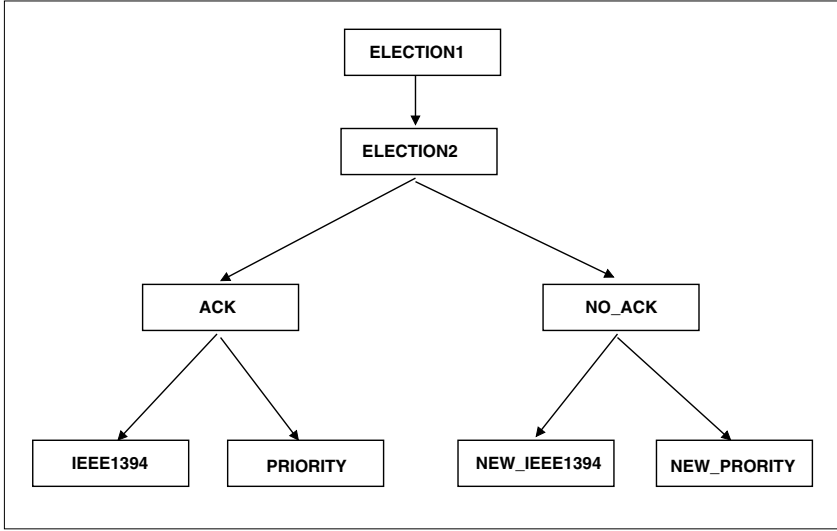 ELECTION1
ELECTION2
ACK
NO_ACK
IEEE1394
PRIORITY
NEW_IEEE1394
NEW_PRORITY